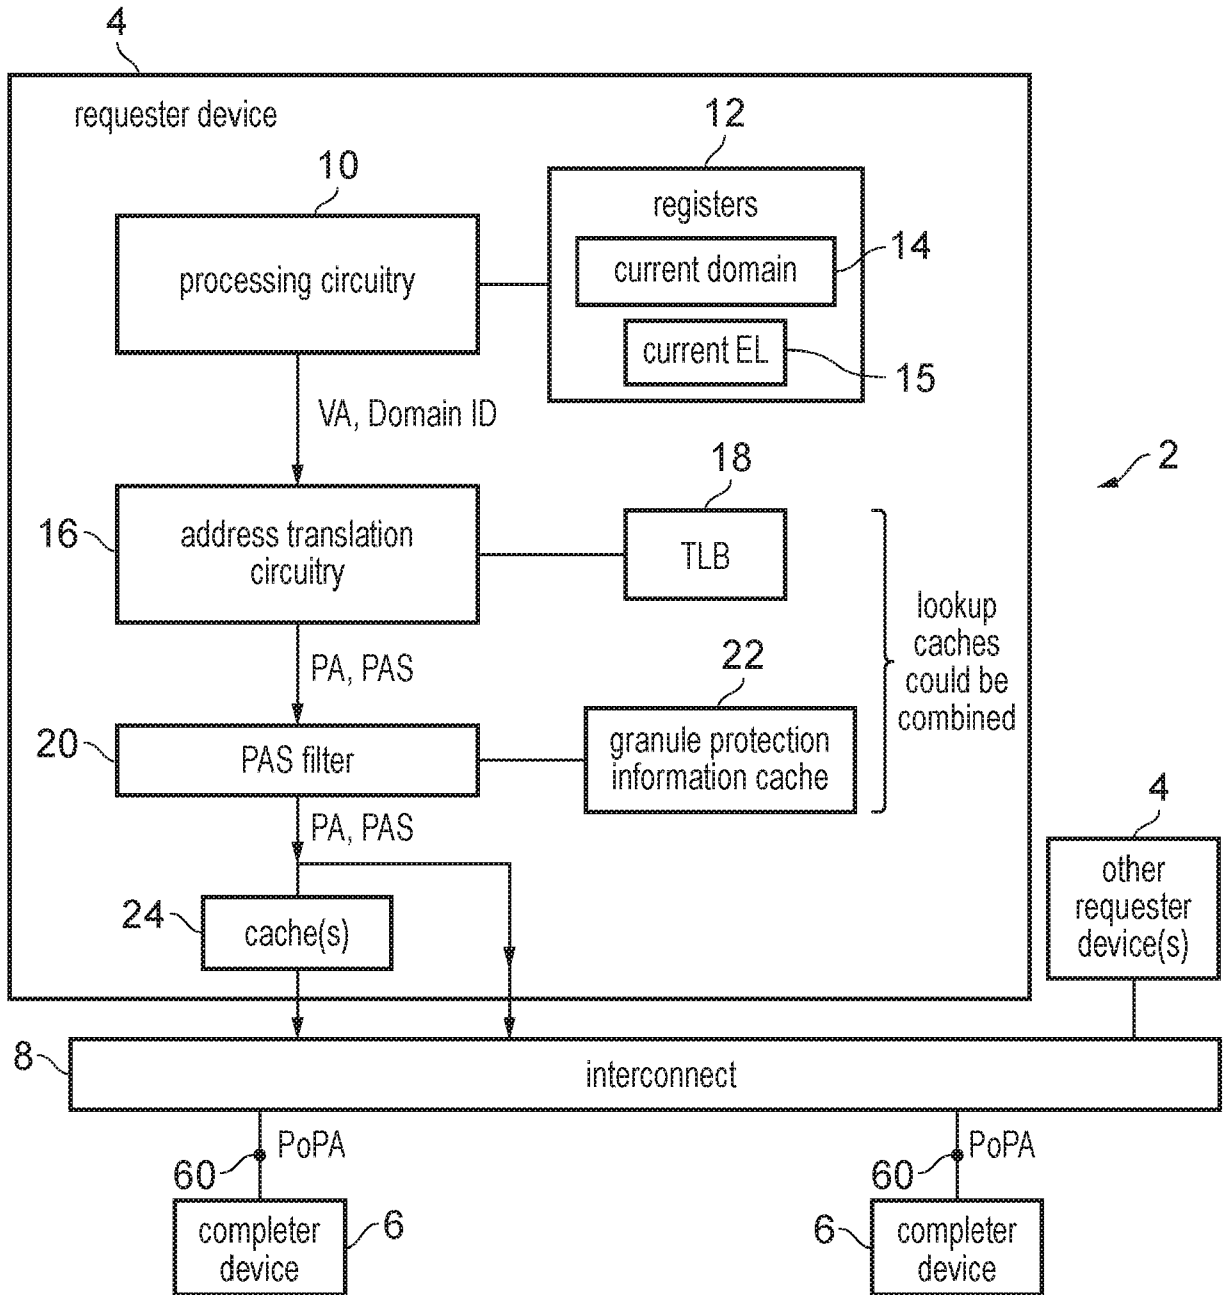 4
requester device
12
10
registers
current domain
14
processing circuitry
current EL
15
VA, Domain ID
18
2
16
address translation
circuitry
TLB
lookup
caches
could be
combined
PA, PAS
22
20
PAS filter
granule protection
information cache
PA, PAS
4
other
requester
device(s)
24
cache(s)
8
interconnect
PoPA
60
PoPA
60
completer
device
6
6
completer
device